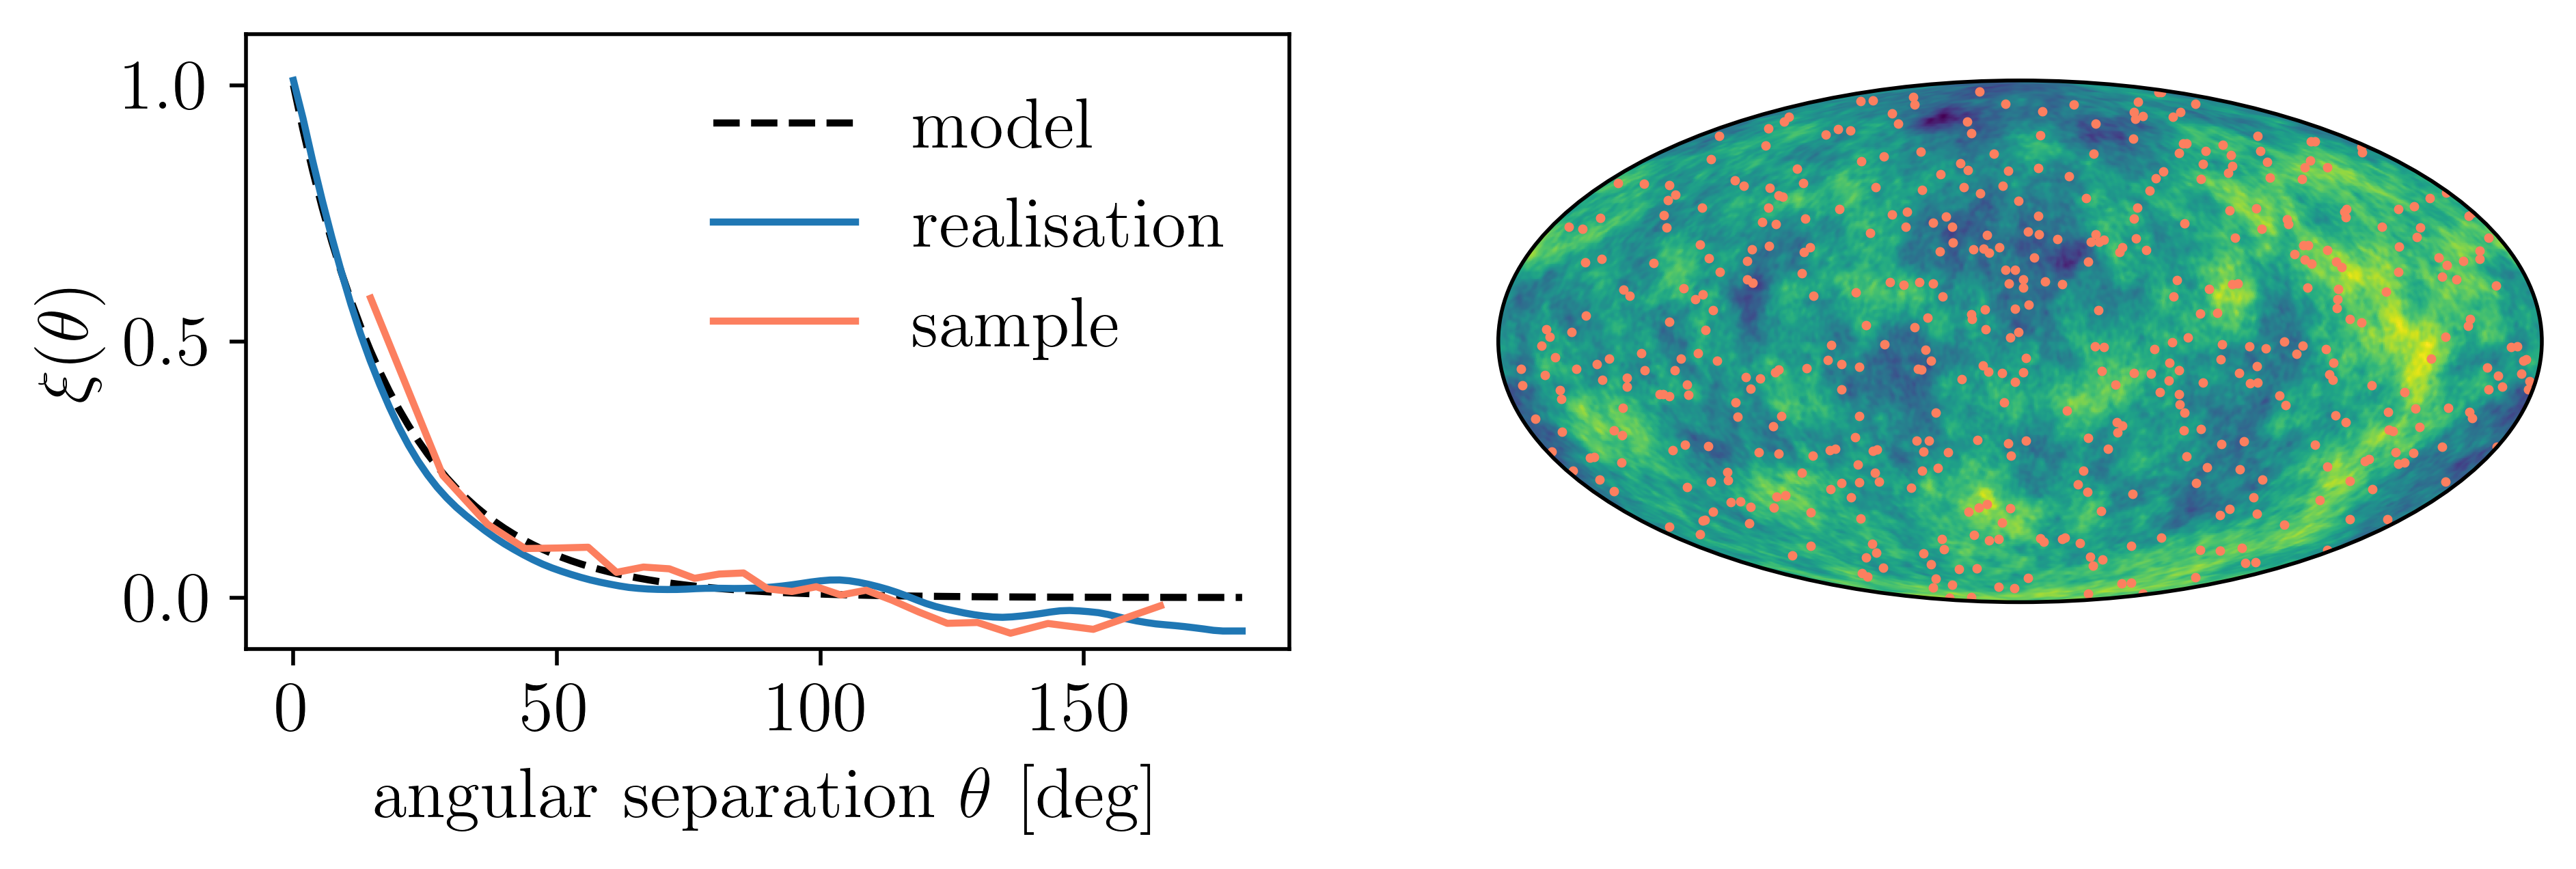 1.0
0.5
0.0
ξ(θ)
model
realisation
sample
0 50 100 150
angular separation θ [deg]